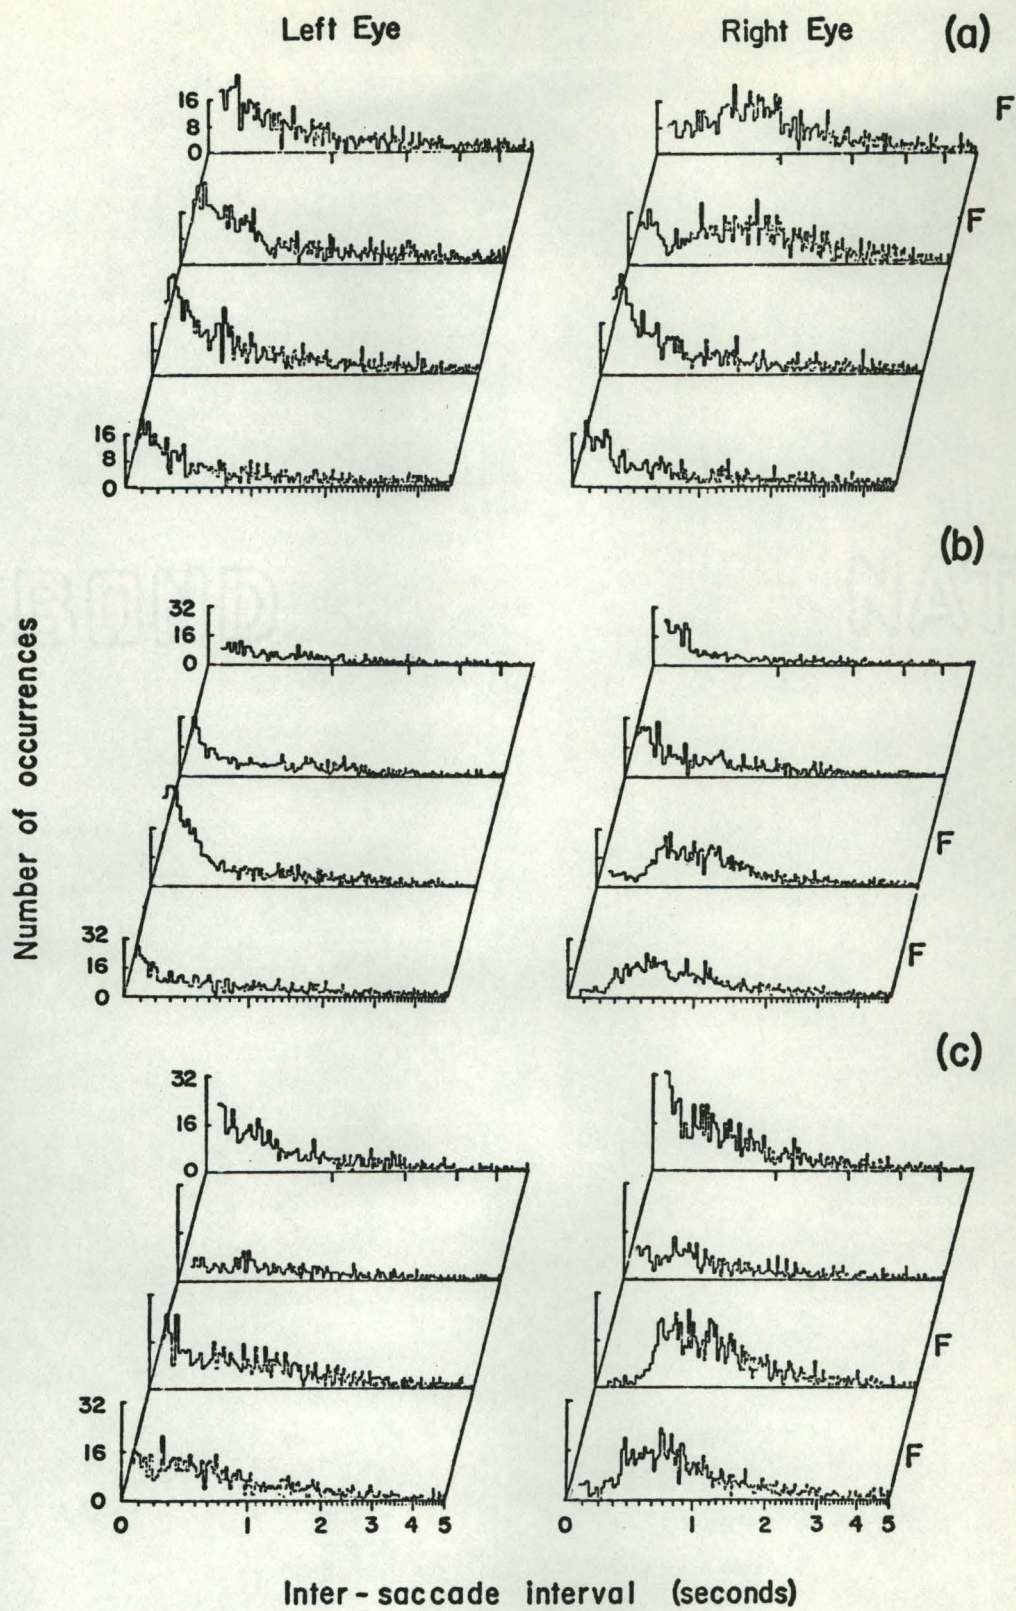 Left Eye Right Eye (a)
16
8
0
F
F
16
8
0
(b)
32
16
0
F
32
16
0
F
(c)
32
16
0
F
32
16
0
F
0 1 2 3 4 5 0 1 2 3 4 5
Number of occurrences
Inter-saccade interval (seconds)
BOND
NAT